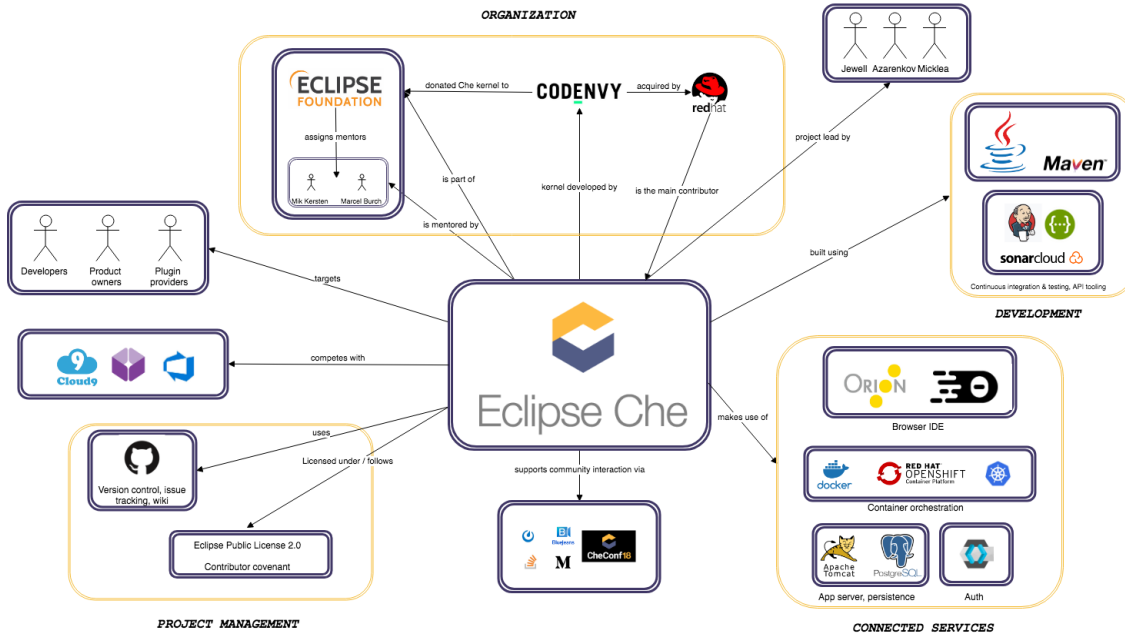 ORGANIZATION
ECLIPSE
FOUNDATION
assigns mentors
Mik Kersten
Marcel Burch
donated Che kernel to
CODENVY
acquired by
redhat
Jewell
Azarenkov
Micklea
is part of
kernel developed by
is the main contributor
project lead by
is mentored by
Java
Maven™
sonarcloud
Continuous integration & testing, API tooling
DEVELOPMENT
built using
Developers
Product
owners
Plugin
providers
targets
9
Cloud9
competes with
Eclipse Che
uses
Licensed under / follows
Version control, issue
tracking, wiki
Eclipse Public License 2.0
Contributor covenant
PROJECT MANAGEMENT
supports community interaction via
B
BlueJeans
M
CheConf18
makes use of
ORION
Browser IDE
docker
RED HAT
OPENSHIFT
Container Platform
Container orchestration
APACHE
TOMCAT
PostgreSQL
App server, persistence
Auth
CONNECTED SERVICES